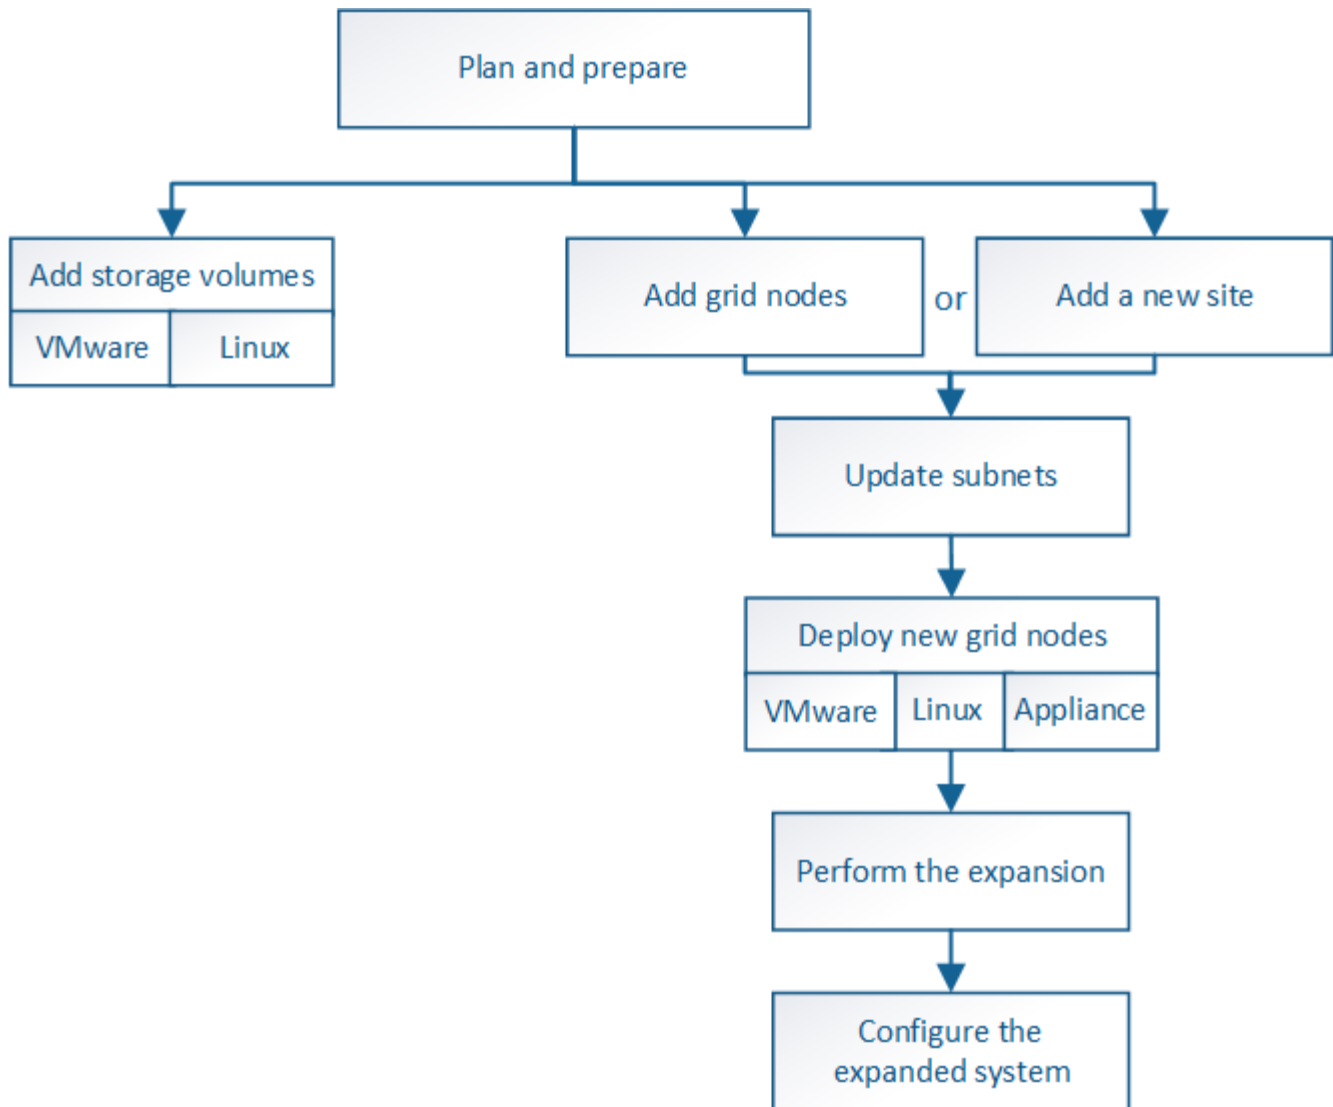 Plan and prepare
Add storage volumes
VMware
Linux
Add grid nodes
or
Add a new site
Update subnets
Deploy new grid nodes
VMware
Linux
Appliance
Perform the expansion
Configure the
expanded system